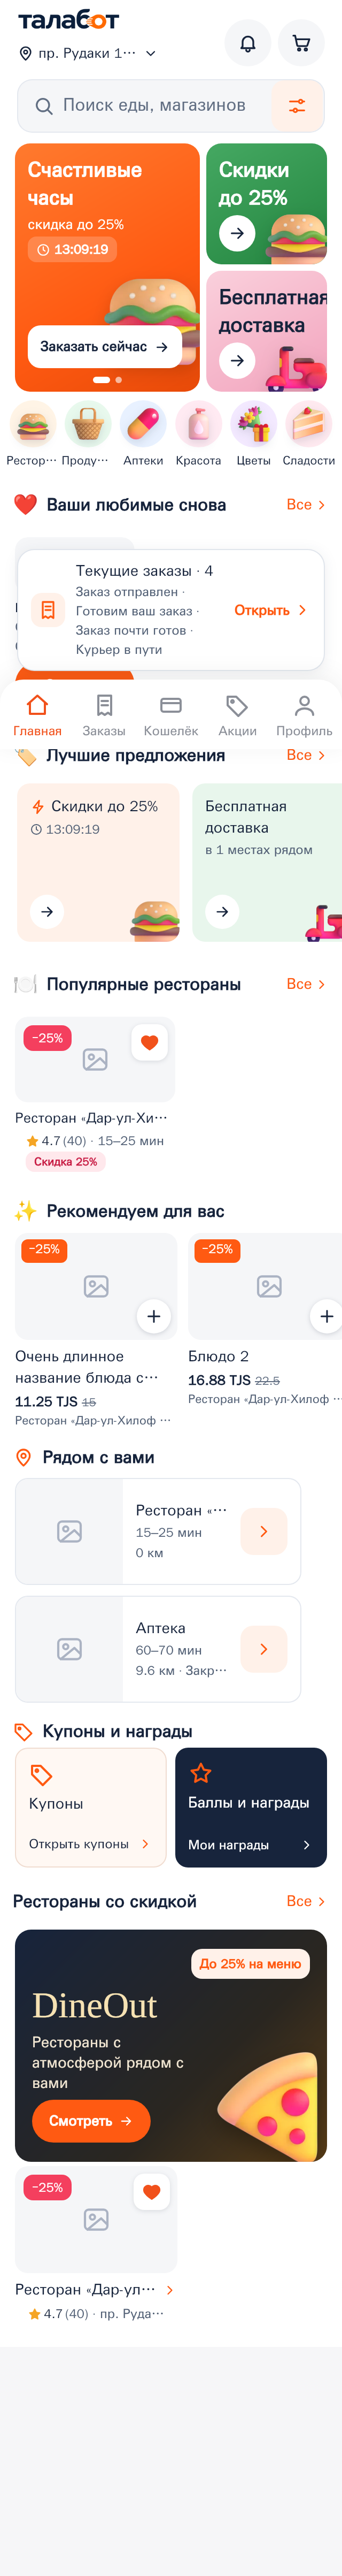 талабот
пр. Рудаки 1···
Поиск еды, магазинов
Счастливые
часы
скидка до 25%
13:09:19
Заказать сейчас
Скидки
до 25%
Бесплатная
доставка
Рестор···
Проду···
Аптеки
Красота
Цветы
Сладости
Ваши любимые снова
Все
Текущие заказы · 4
Заказ отправлен ·
Готовим ваш заказ ·
Заказ почти готов ·
Курьер в пути
Открыть
Главная
Заказы
Кошелёк
Акции
Профиль
Лучшие предложения
Все
Скидки до 25%
13:09:19
Бесплатная
доставка
в 1 местах рядом
Популярные рестораны
Все
−25%
Ресторан «Дар-ул-Хи···
4.7 (40) · 15–25 мин
Скидка 25%
Рекомендуем для вас
−25%
Очень длинное
название блюда с···
11.25 TJS 15
Ресторан «Дар-ул-Хилоф ···
−25%
Блюдо 2
16.88 TJS 22.5
Ресторан «Дар-ул-Хилоф ···
Рядом с вами
Ресторан «···
15–25 мин
0 км
Аптека
60–70 мин
9.6 км · Закр···
Купоны и награды
Купоны
Открыть купоны
Баллы и награды
Мои награды
Рестораны со скидкой
Все
До 25% на меню
DineOut
Рестораны с
атмосферой рядом с
вами
Смотреть
−25%
Ресторан «Дар-ул···
4.7 (40) · пр. Руда···